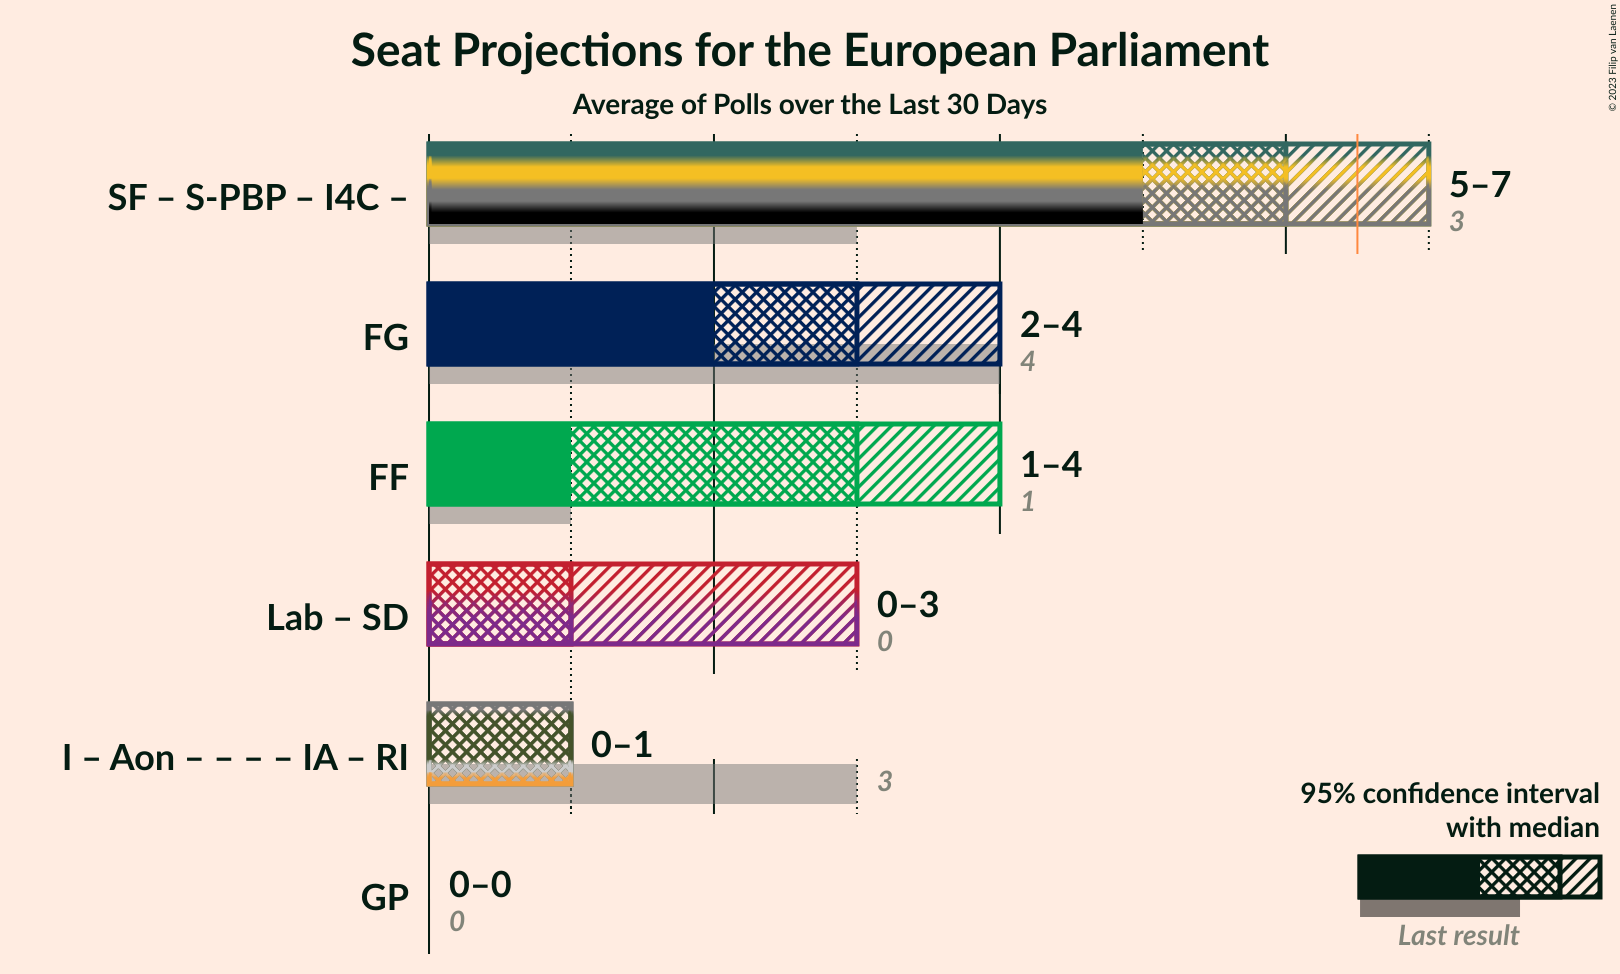 Seat Projections for the European Parliament
Average of Polls over the Last 30 Days
© 2023 Filip van Laenen
SF – S-PBP – I4C –
5–7
3
FG
2–4
4
FF
1–4
1
Lab – SD
0–3
0
I – Aon – – – – IA – RI
0–1
3
GP
0–0
0
95% confidence interval
with median
Last result